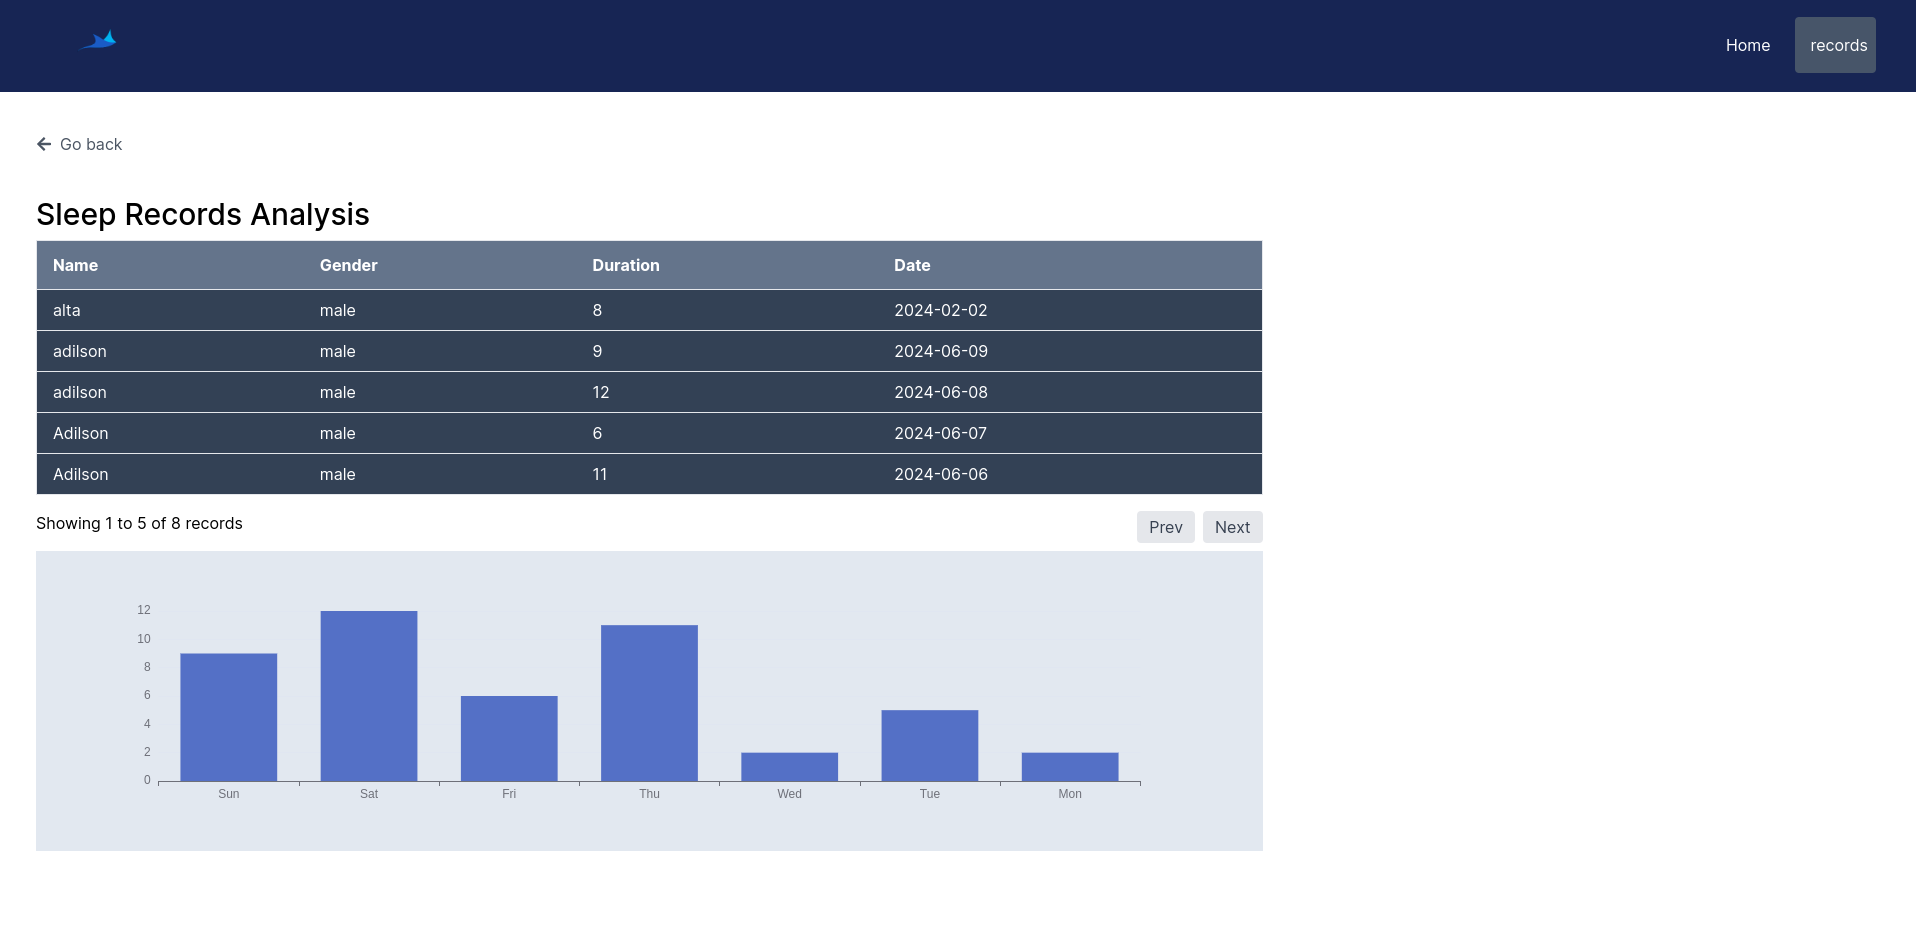 Home records
Go back
Sleep Records Analysis
Name Gender Duration Date
alta male 8 2024-02-02
adilson male 9 2024-06-09
adilson male 12 2024-06-08
Adilson male 6 2024-06-07
Adilson male 11 2024-06-06
Showing 1 to 5 of 8 records Prev Next
12
10
8
6
4
2
0
Sun Sat Fri Thu Wed Tue Mon